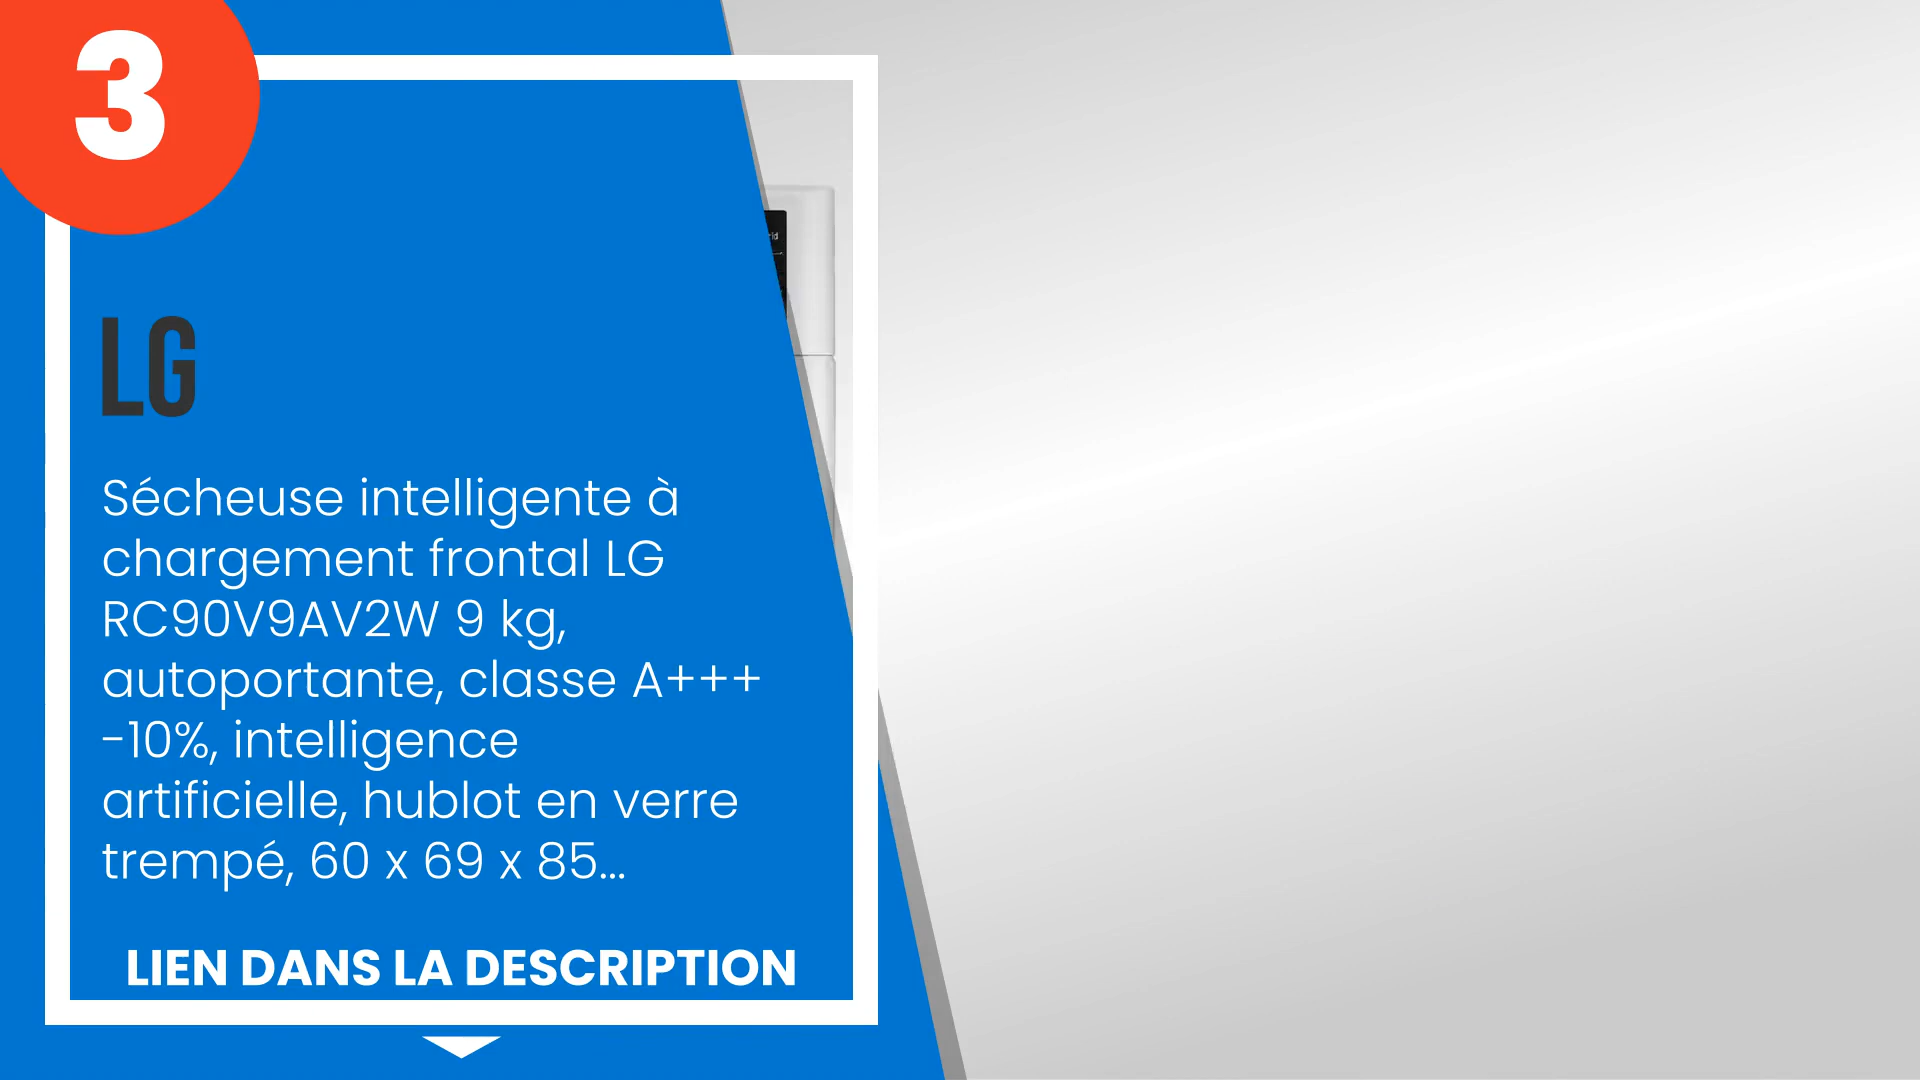 3
LG
Sécheuse intelligente à
chargement frontal LG
RC90V9AV2W 9 kg,
autoportante, classe A+++
-10%, intelligence
artificielle, hublot en verre
trempé, 60 x 69 x 85...
LIEN DANS LA DESCRIPTION